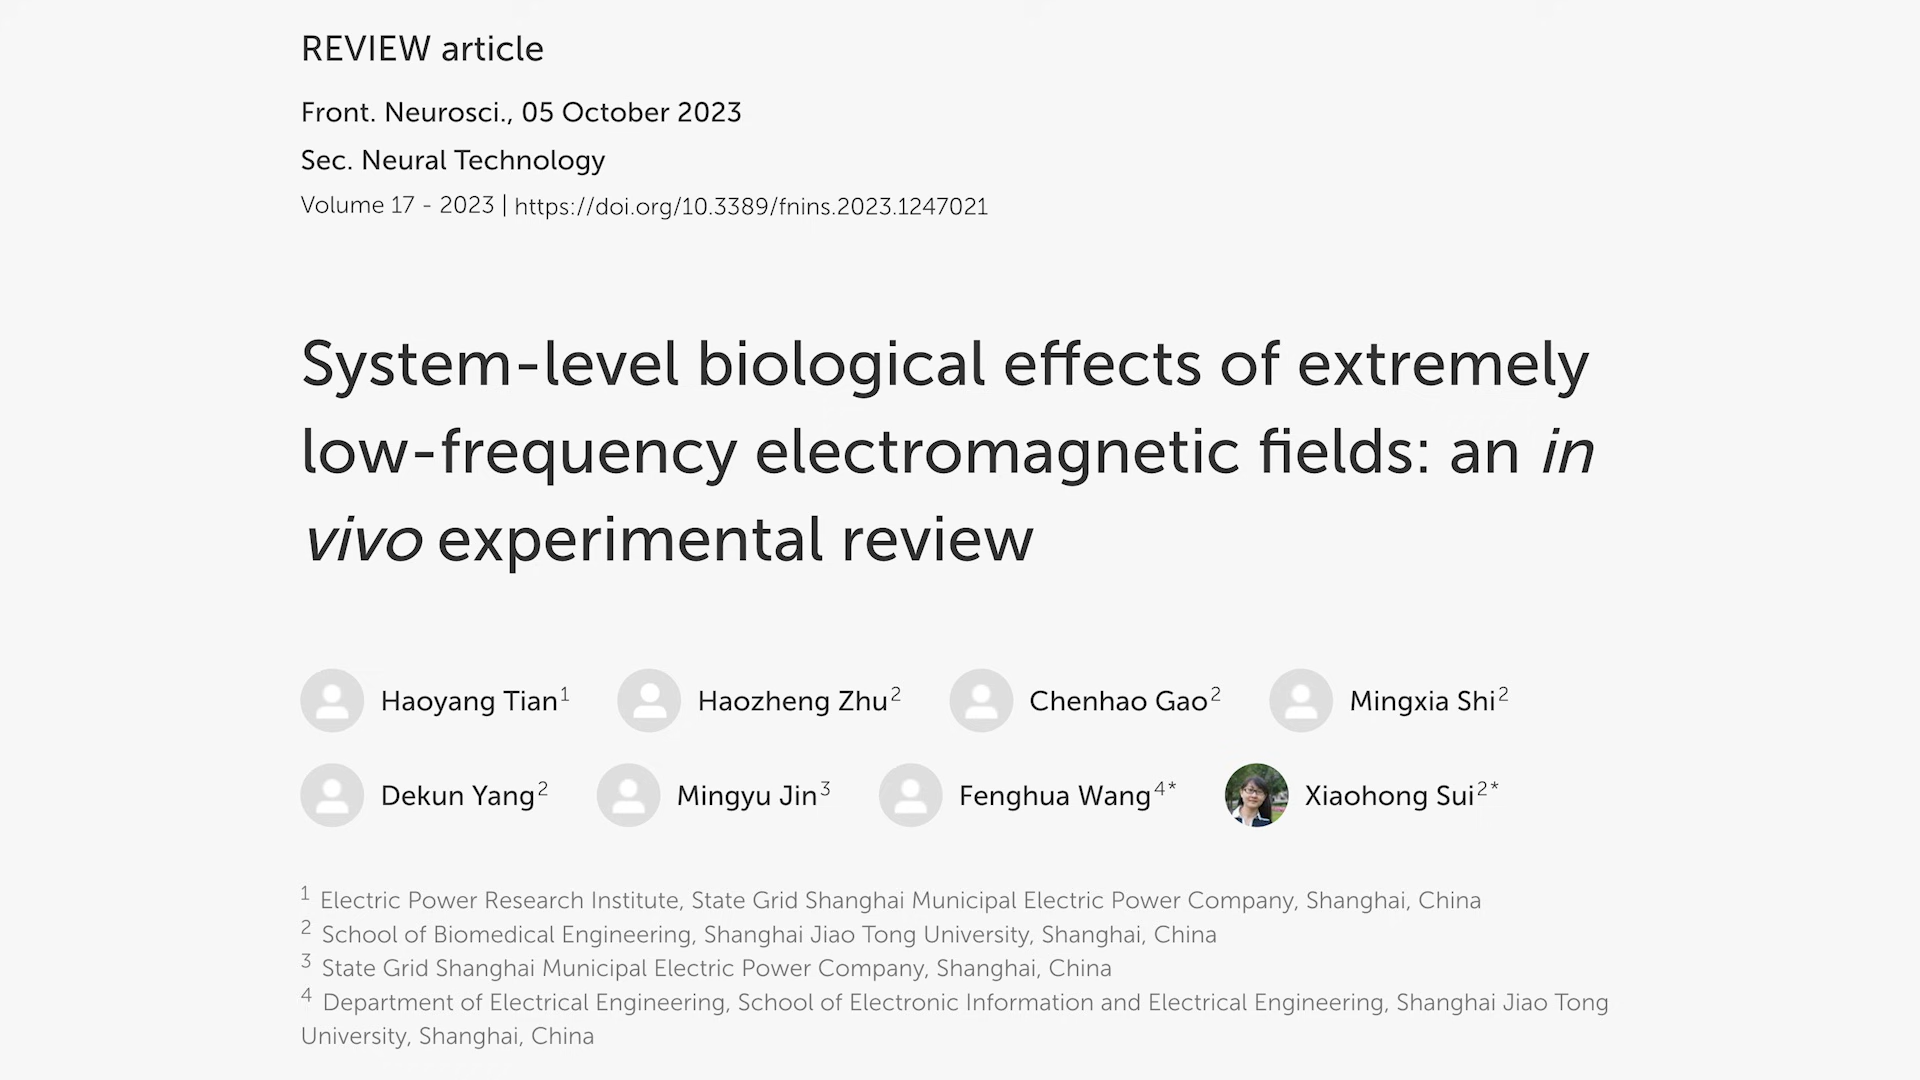 REVIEW article
Front. Neurosci., 05 October 2023
Sec. Neural Technology
Volume 17 - 2023 | https://doi.org/10.3389/fnins.2023.1247021
System-level biological effects of extremely
low-frequency electromagnetic fields: an in
vivo experimental review
Haoyang Tian1 Haozheng Zhu2 Chenhao Gao2 Mingxia Shi2
Dekun Yang2 Mingyu Jin3 Fenghua Wang4* Xiaohong Sui2*
1 Electric Power Research Institute, State Grid Shanghai Municipal Electric Power Company, Shanghai, China
2 School of Biomedical Engineering, Shanghai Jiao Tong University, Shanghai, China
3 State Grid Shanghai Municipal Electric Power Company, Shanghai, China
4 Department of Electrical Engineering, School of Electronic Information and Electrical Engineering, Shanghai Jiao Tong
University, Shanghai, China